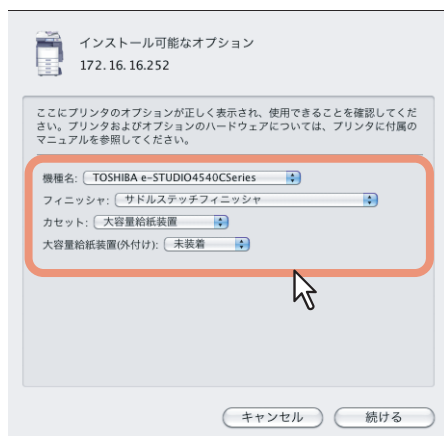 インストール可能なオプション
172.16.16.252
ここにプリンタのオプションが正しく表示され、使用できることを確認してくだ
さい。プリンタおよびオプションのハードウェアについては、プリンタに付属の
マニュアルを参照してください。
機種名: TOSHIBA e-STUDIO4540CSeries
フィニッシャ: サドルステッチフィニッシャ
カセット: 大容量給紙装置
大容量給紙装置(外付け): 未装着
キャンセル 続ける